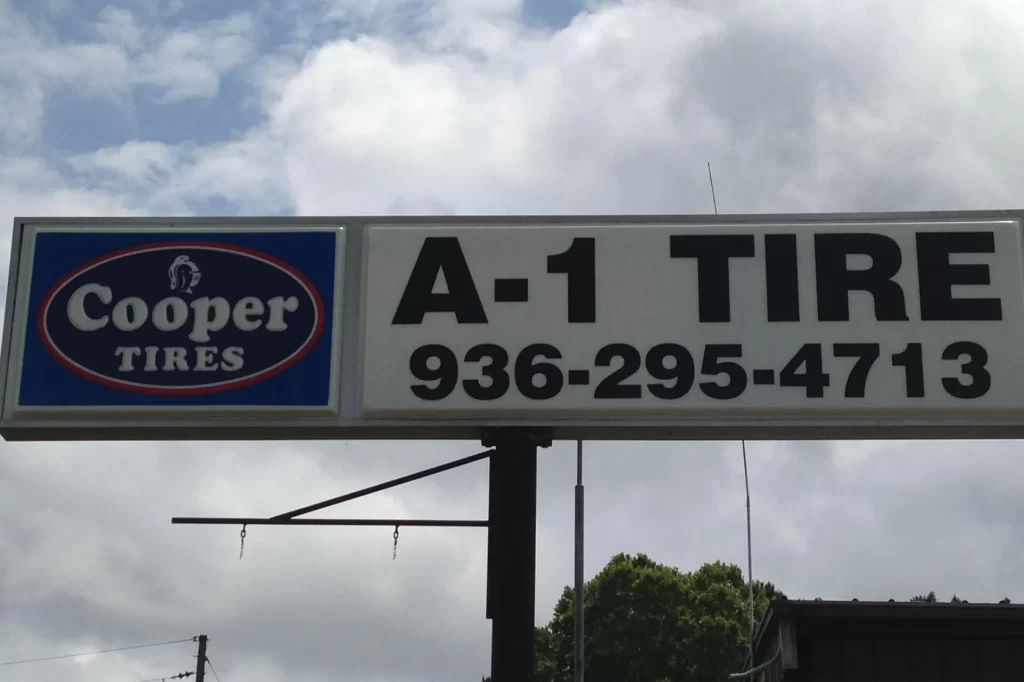 Cooper
TIRES
A-1 TIRE
936-295-4713